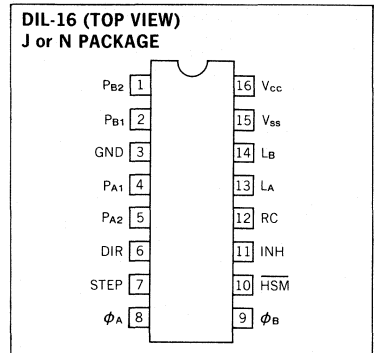 DIL-16 (TOP VIEW)
J or N PACKAGE
PB2 1 16 Vcc
PB1 2 15 Vss
GND 3 14 LB
PA1 4 13 LA
PA2 5 12 RC
DIR 6 11 INH
STEP 7 10 H̅S̅M̅
ϕA 8 9 ϕB